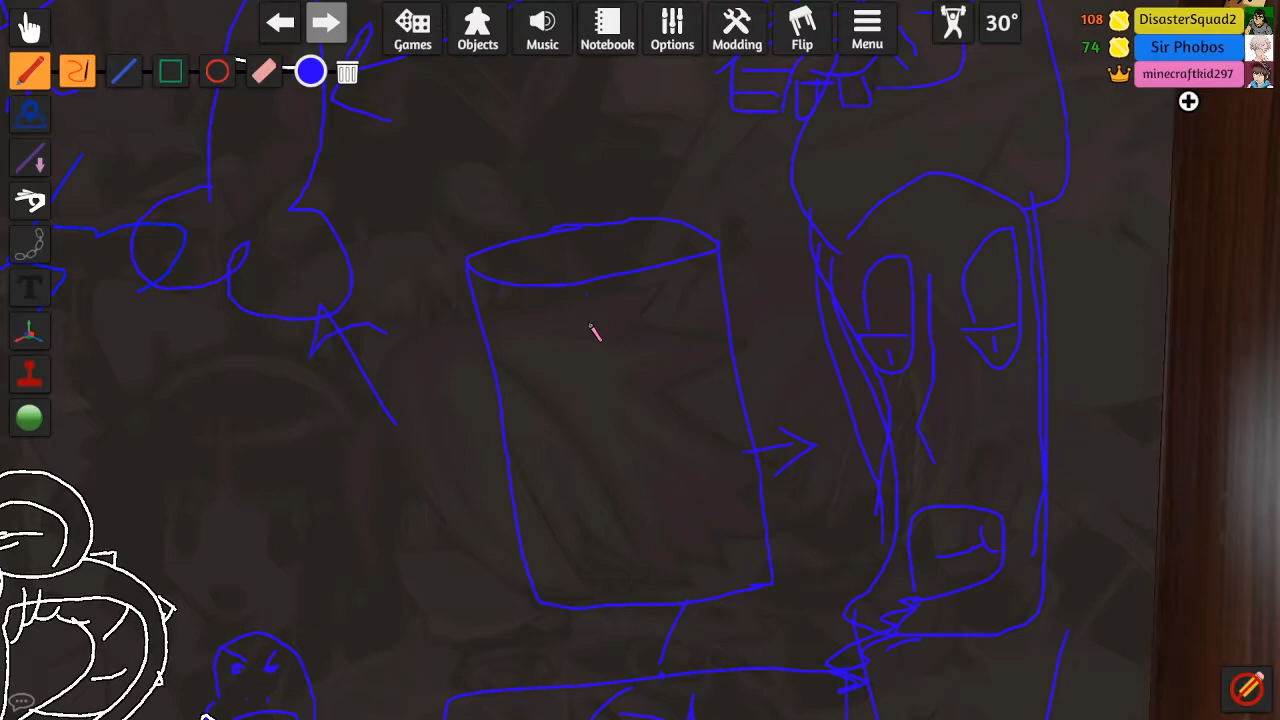 Games
Objects
Music
Notebook
Options
Modding
Flip
Menu
30°
108 DisasterSquad2
74 Sir Phobos
minecraftkid297
T